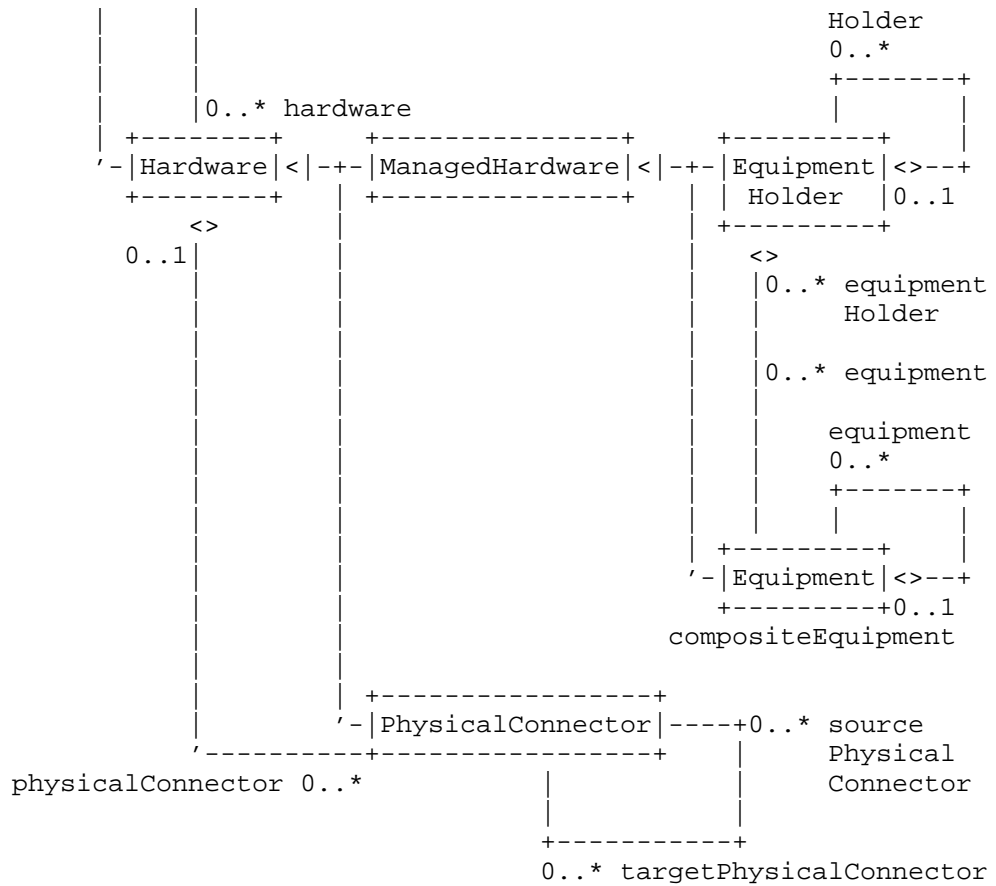 Holder
0..*
0..* hardware
Hardware ManagedHardware Equipment
Holder 0..1
0..1
0..* equipment
Holder
0..* equipment
equipment
0..*
Equipment
0..1
compositeEquipment
PhysicalConnector 0..* source
Physical
physicalConnector 0..* Connector
0..* targetPhysicalConnector